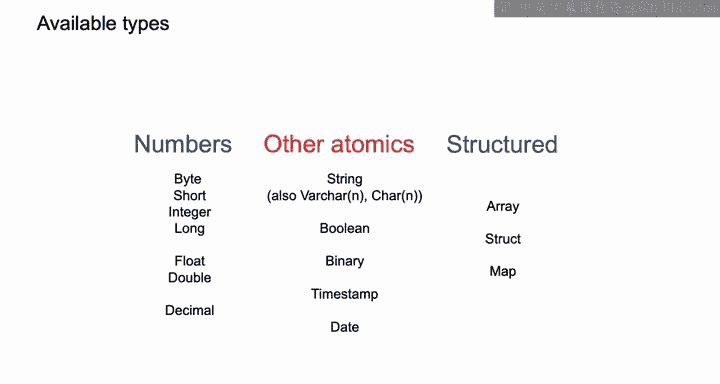 Available types
Numbers
Byte
Short
Integer
Long
Float
Double
Decimal
Other atomics
String
(also Varchar(n), Char(n))
Boolean
Binary
Timestamp
Date
Structured
Array
Struct
Map